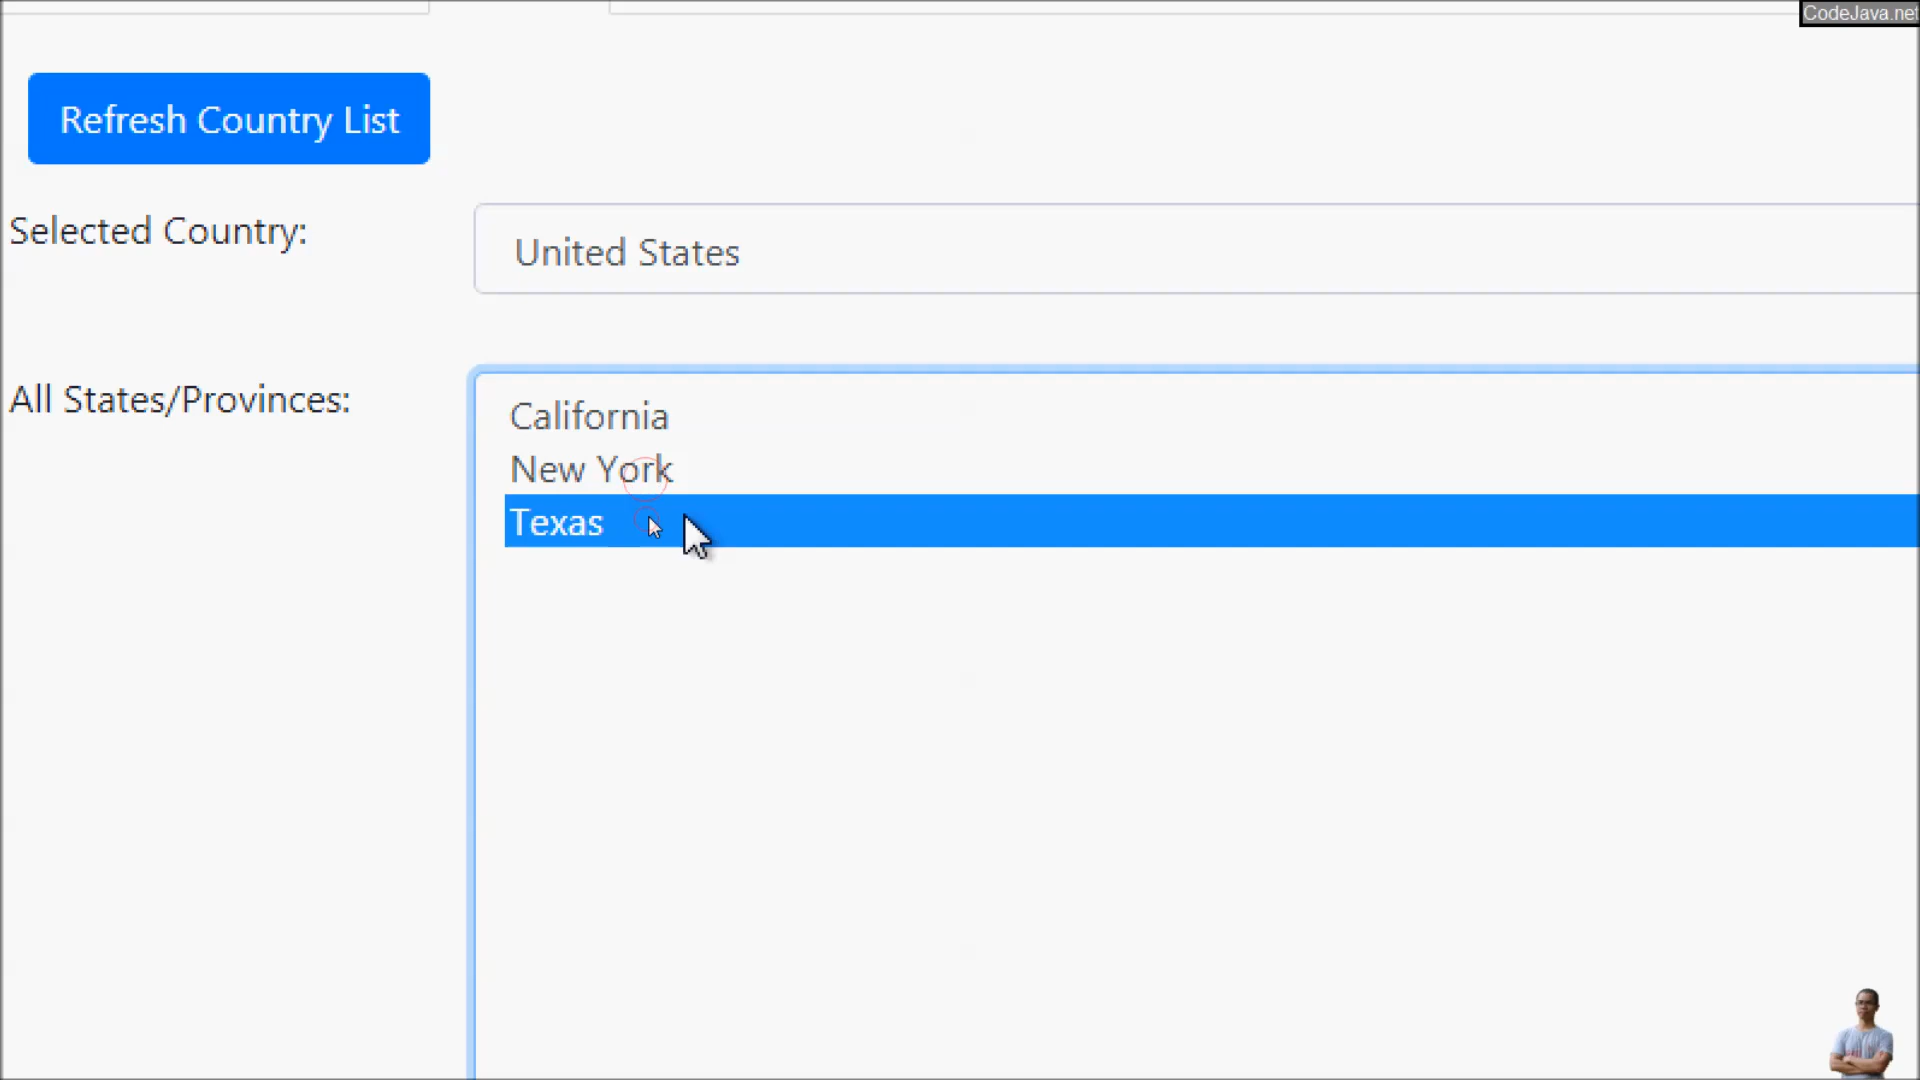 CodeJava.net
Refresh Country List
Selected Country:
United States
All States/Provinces:
California
New York
Texas